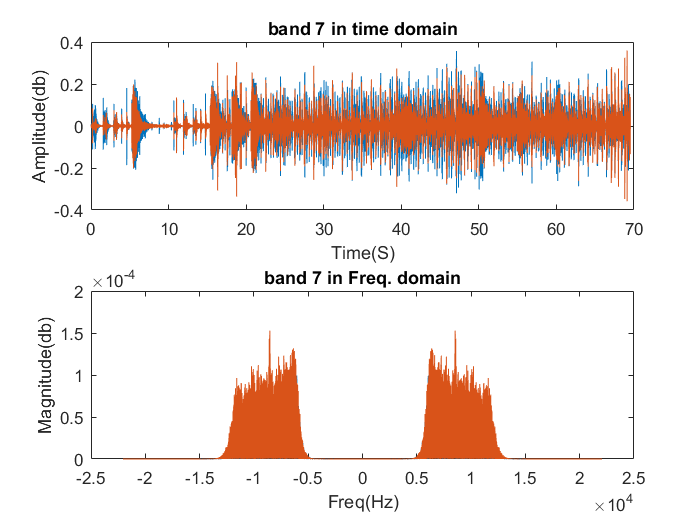 band 7 in time domain
0.4
0.2
0
-0.2
-0.4
Amplitude(db)
0 10 20 30 40 50 60 70
Time(S)
band 7 in Freq. domain
×10⁻⁴
2
1.5
1
0.5
0
Magnitude(db)
-2.5 -2 -1.5 -1 -0.5 0 0.5 1 1.5 2 2.5
Freq(Hz)
×10⁴